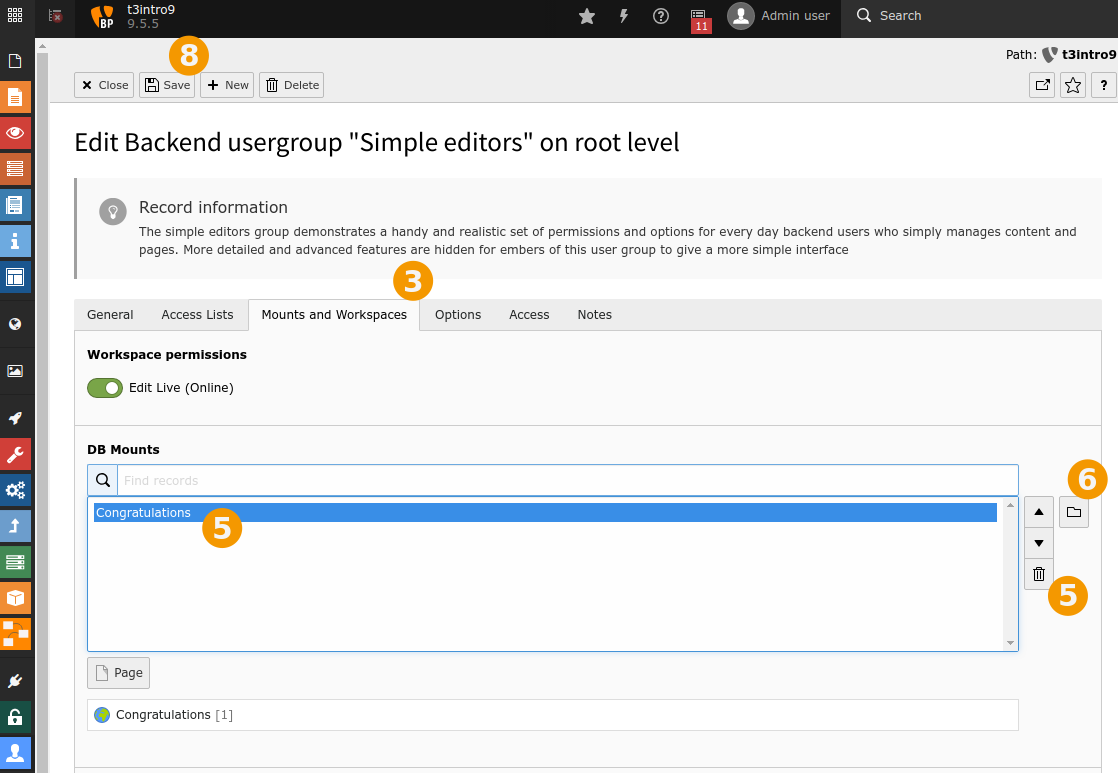 BP
t3intro9
9.5.5
11
Admin user
Search
8
Path: t3intro9
Close
Save
New
Delete
?
Edit Backend usergroup "Simple editors" on root level
Record information
The simple editors group demonstrates a handy and realistic set of permissions and options for every day backend users who simply manages content and
pages. More detailed and advanced features are hidden for embers of this user group to give a more simple interface
3
General Access Lists Mounts and Workspaces Options Access Notes
Workspace permissions
Edit Live (Online)
DB Mounts
Find records
6
Congratulations
5
5
Page
Congratulations [1]